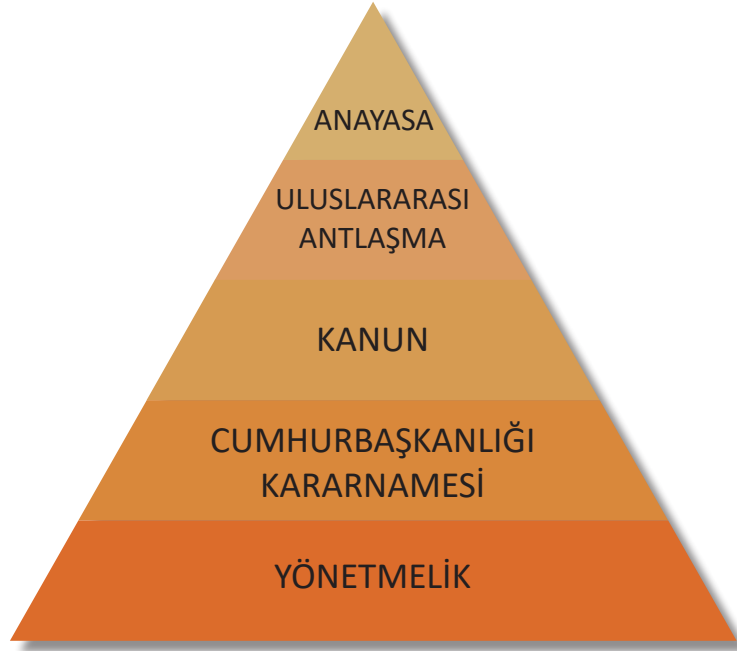 ANAYASA
ULUSLARARASI
ANTLAŞMA
KANUN
CUMHURBAŞKANLIĞI
KARARNAMESİ
YÖNETMELİK